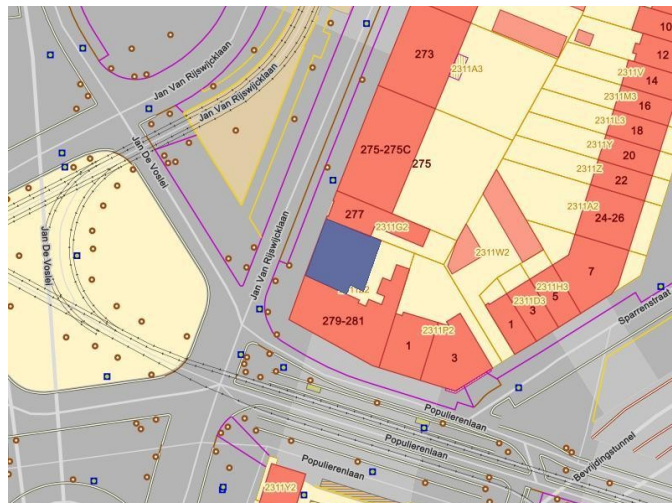 10
12
273
2311A3
2311V
14
Jan Van Rijswijcklaan
2311M3
16
Jan Van Rijswijcklaan
2311L3
18
Jan De Voslei
275-275C
2311Y
20
275
2311Z
22
2311A2
24-26
277
2311G2
Jan De Voslei
2311W2
Jan Van Rijswijcklaan
7
2311H3
5
2311D3
3
1
Sparrenstraat
279-281
2311P2
1
3
Populierenlaan
Populierenlaan
Populierenlaan
Bevrijdingstunnel
2311Y2